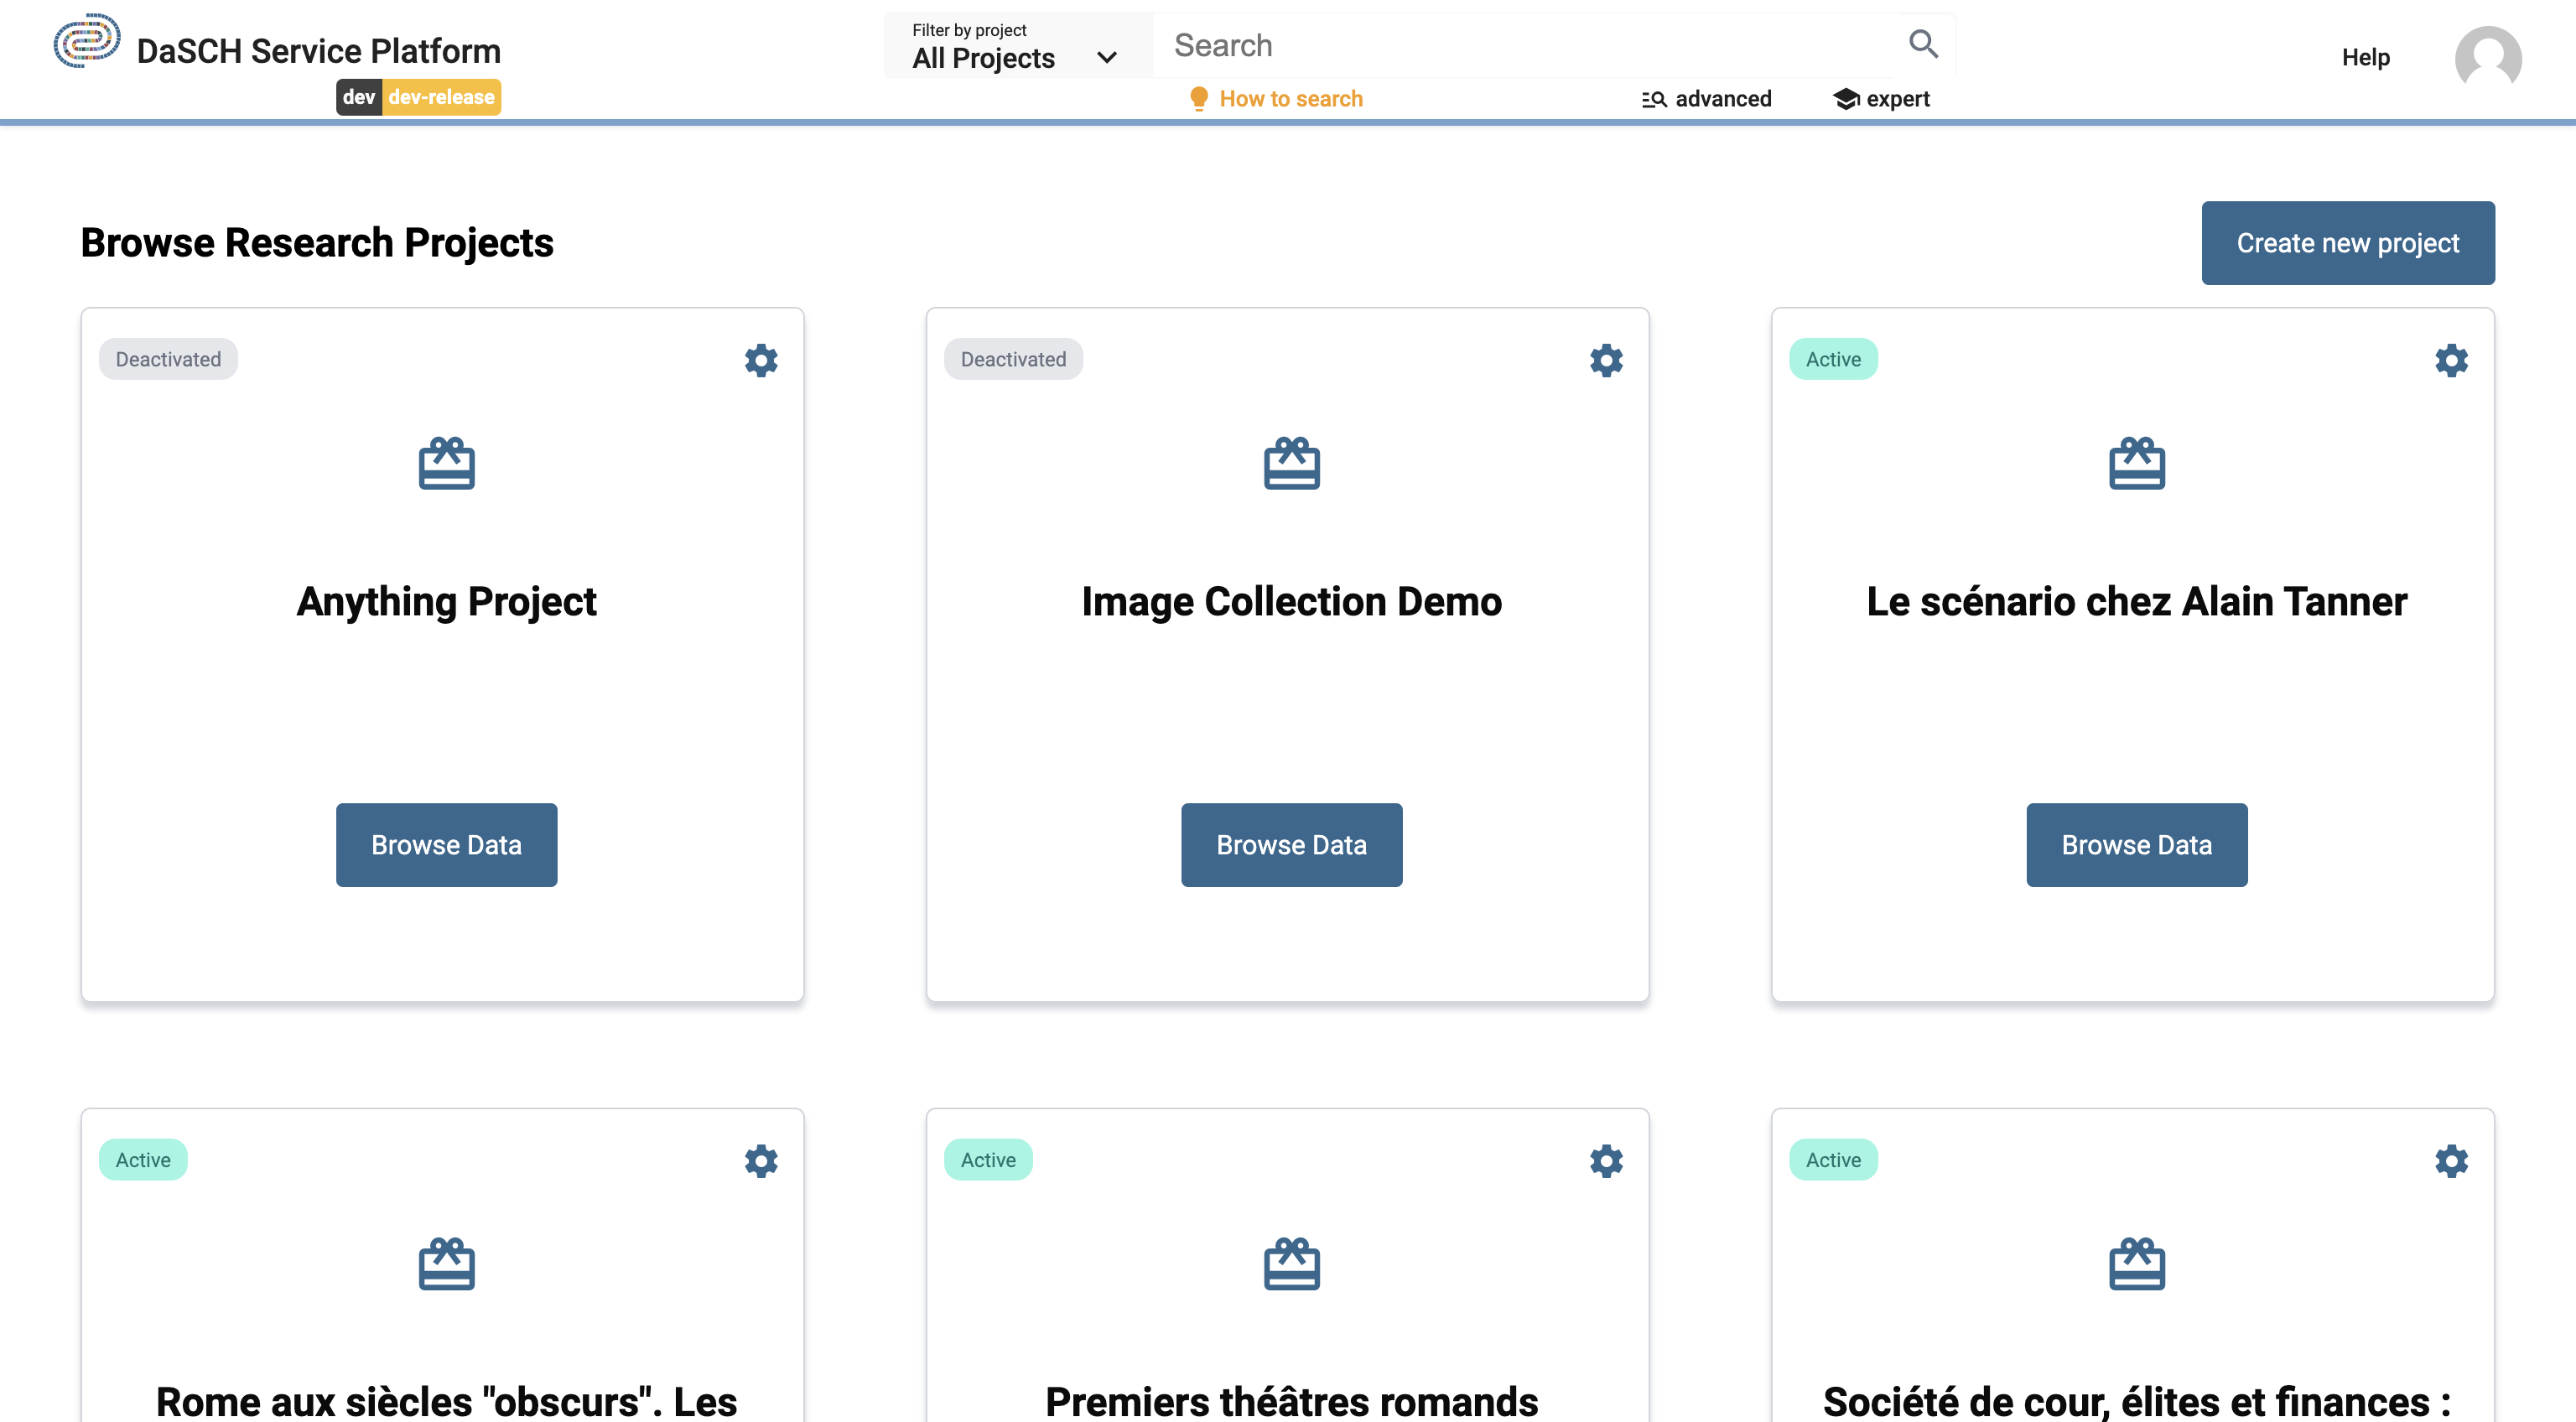 DaSCH Service Platform
dev dev-release
Filter by project
All Projects
Search
How to search
advanced
expert
Help
Browse Research Projects
Create new project
Deactivated
Anything Project
Browse Data
Deactivated
Image Collection Demo
Browse Data
Active
Le scénario chez Alain Tanner
Browse Data
Active
Rome aux siècles "obscurs". Les
Active
Premiers théâtres romands
Active
Société de cour, élites et finances :